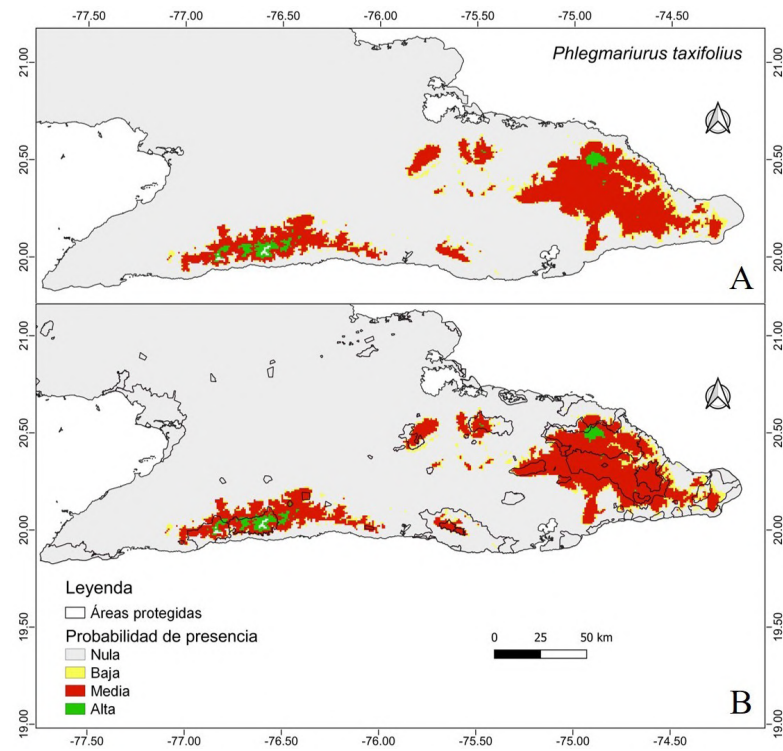 -77.50 -77.00 -76.50 -76.00 -75.50 -75.00 -74.50
Phlegmariurus taxifolius
21.00 21.00
20.50 20.50
20.00 20.00
A
21.00 21.00
20.50 20.50
20.00 20.00
Leyenda
Áreas protegidas
Probabilidad de presencia
Nula
Baja
Media
Alta
0 25 50 km
19.50 19.50
B
19.00 19.00
-77.50 -77.00 -76.50 -76.00 -75.50 -75.00 -74.50